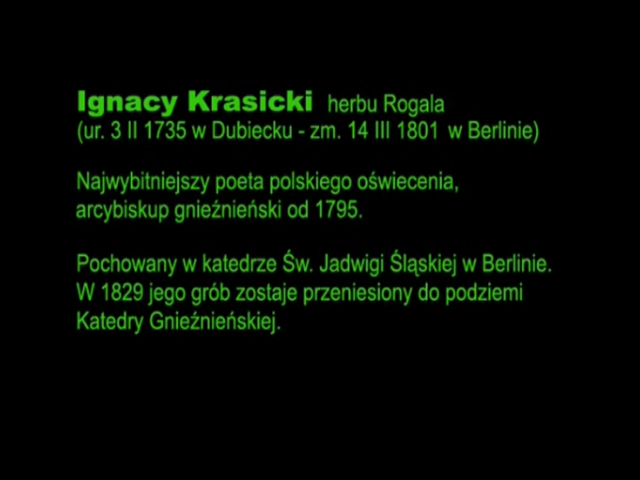 Ignacy Krasicki herbu Rogala
(ur. 3 II 1735 w Dubiecku - zm. 14 III 1801 w Berlinie)
Najwybitniejszy poeta polskiego oświecenia,
arcybiskup gnieźnieński od 1795.
Pochowany w katedrze Św. Jadwigi Śląskiej w Berlinie.
W 1829 jego grób zostaje przeniesiony do podziemi
Katedry Gnieźnieńskiej.